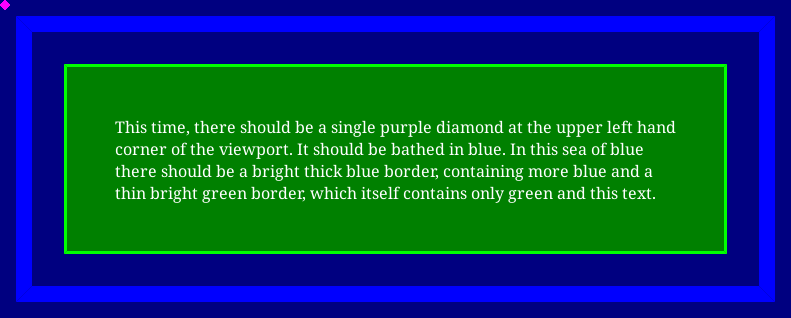 This time, there should be a single purple diamond at the upper left hand
corner of the viewport. It should be bathed in blue. In this sea of blue
there should be a bright thick blue border, containing more blue and a
thin bright green border, which itself contains only green and this text.